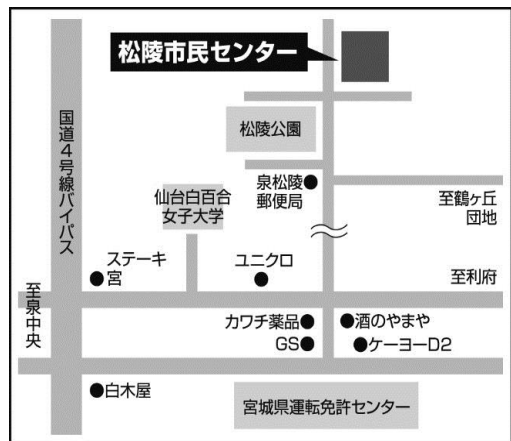 松陵市民センター
松陵公園
国道4号線バイパス
泉松陵
郵便局
仙台白百合
女子大学
至鶴ヶ丘
団地
ステーキ
宮
ユニクロ
至利府
至泉中央
カワチ薬品
酒のやまや
GS
ケーヨーD2
白木屋
宮城県運転免許センター